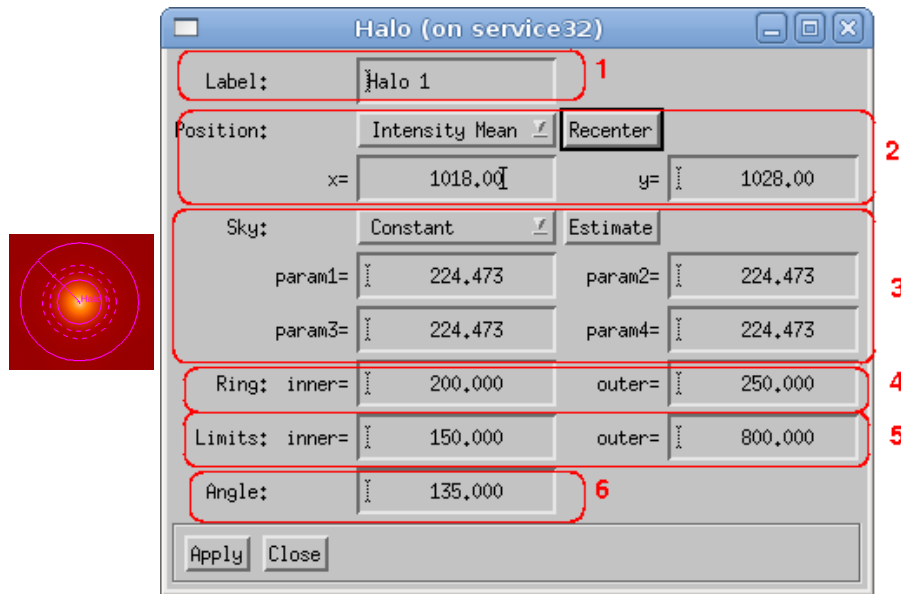 Halo (on service32)
Label: Halo 1 1
Position: Intensity Mean Recenter 2
x= 1018.00 y= 1028.00
Sky: Constant Estimate
param1= 224.473 param2= 224.473 3
param3= 224.473 param4= 224.473
Ring: inner= 200.000 outer= 250.000 4
Limits: inner= 150.000 outer= 800.000 5
Angle: 135.000 6
Apply Close